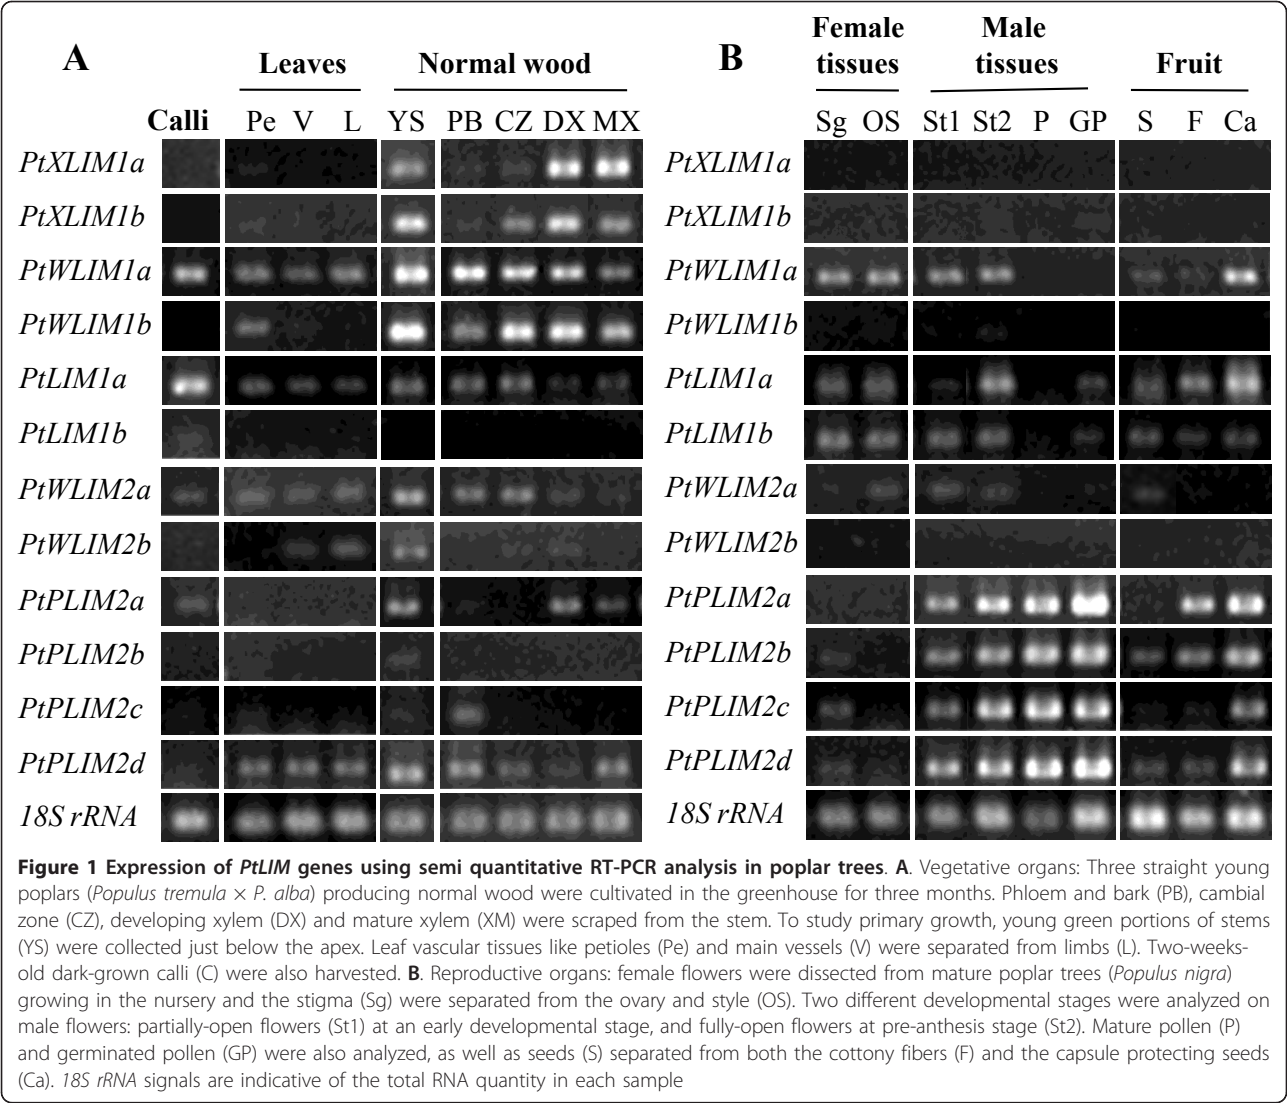 A
Leaves
Normal wood
Calli Pe V L YS PB CZ DX MX
PtXLIM1a
PtXLIM1b
PtWLIM1a
PtWLIM1b
PtLIM1a
PtLIM1b
PtWLIM2a
PtWLIM2b
PtPLIM2a
PtPLIM2b
PtPLIM2c
PtPLIM2d
18S rRNA
B
Female
tissues
Male
tissues
Fruit
Sg OS St1 St2 P GP S F Ca
PtXLIM1a
PtXLIM1b
PtWLIM1a
PtWLIM1b
PtLIM1a
PtLIM1b
PtWLIM2a
PtWLIM2b
PtPLIM2a
PtPLIM2b
PtPLIM2c
PtPLIM2d
18S rRNA
Figure 1 Expression of PtLIM genes using semi quantitative RT-PCR analysis in poplar trees. A. Vegetative organs: Three straight young
poplars (Populus tremula × P. alba) producing normal wood were cultivated in the greenhouse for three months. Phloem and bark (PB), cambial
zone (CZ), developing xylem (DX) and mature xylem (XM) were scraped from the stem. To study primary growth, young green portions of stems
(YS) were collected just below the apex. Leaf vascular tissues like petioles (Pe) and main vessels (V) were separated from limbs (L). Two-weeks-
old dark-grown calli (C) were also harvested. B. Reproductive organs: female flowers were dissected from mature poplar trees (Populus nigra)
growing in the nursery and the stigma (Sg) were separated from the ovary and style (OS). Two different developmental stages were analyzed on
male flowers: partially-open flowers (St1) at an early developmental stage, and fully-open flowers at pre-anthesis stage (St2). Mature pollen (P)
and germinated pollen (GP) were also analyzed, as well as seeds (S) separated from both the cottony fibers (F) and the capsule protecting seeds
(Ca). 18S rRNA signals are indicative of the total RNA quantity in each sample